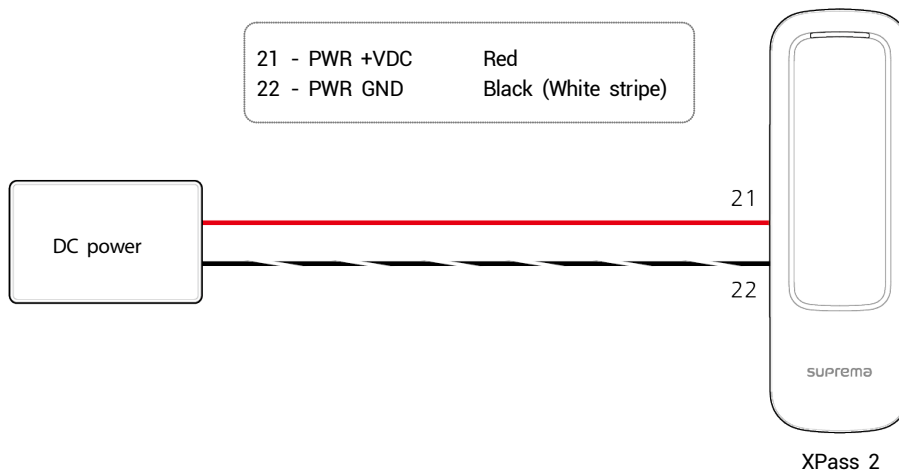 21 - PWR +VDC Red
22 - PWR GND Black (White stripe)
21
DC power
22
suprema
XPass 2